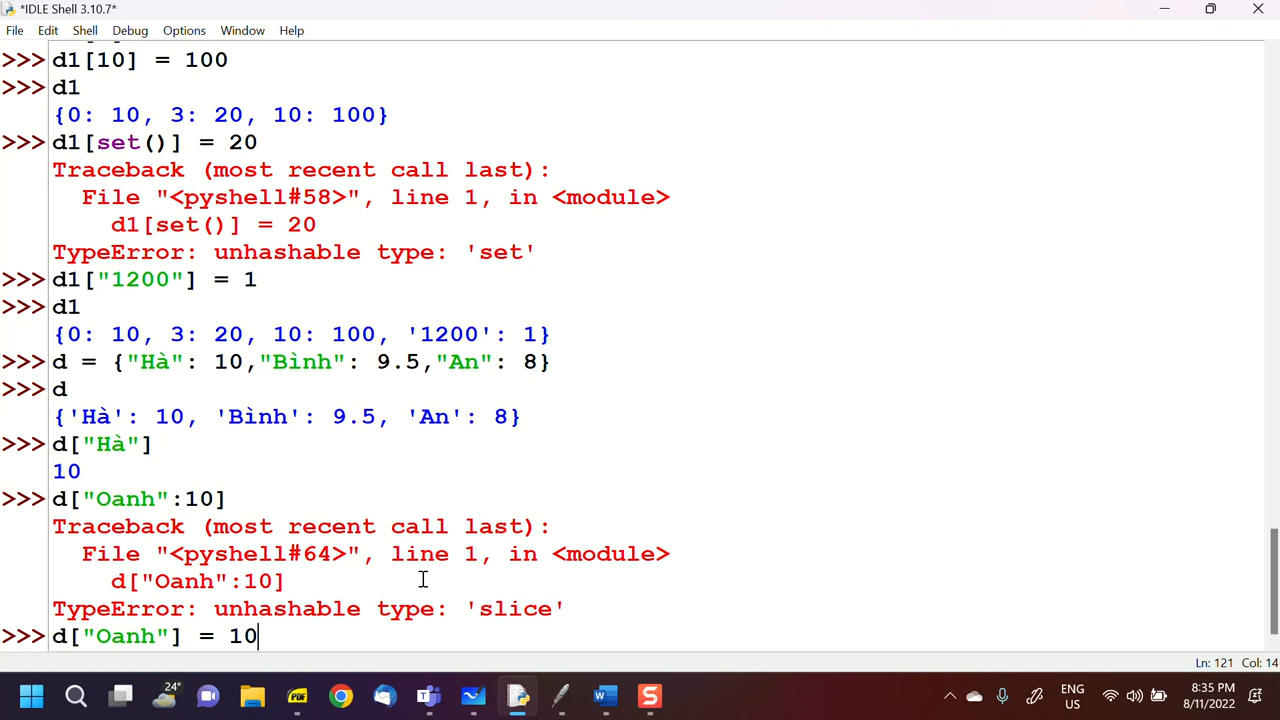 *IDLE Shell 3.10.7*
File Edit Shell Debug Options Window Help
>>> d1[10] = 100
>>> d1
{0: 10, 3: 20, 10: 100}
>>> d1[set()] = 20
Traceback (most recent call last):
  File "<pyshell#58>", line 1, in <module>
    d1[set()] = 20
TypeError: unhashable type: 'set'
>>> d1["1200"] = 1
>>> d1
{0: 10, 3: 20, 10: 100, '1200': 1}
>>> d = {"Hà": 10,"Bình": 9.5,"An": 8}
>>> d
{'Hà': 10, 'Bình': 9.5, 'An': 8}
>>> d["Hà"]
10
>>> d["Oanh":10]
Traceback (most recent call last):
  File "<pyshell#64>", line 1, in <module>
    d["Oanh":10]
TypeError: unhashable type: 'slice'
>>> d["Oanh"] = 10
Ln: 121 Col: 14
24°
PDF
ENG
US
8:35 PM
8/11/2022